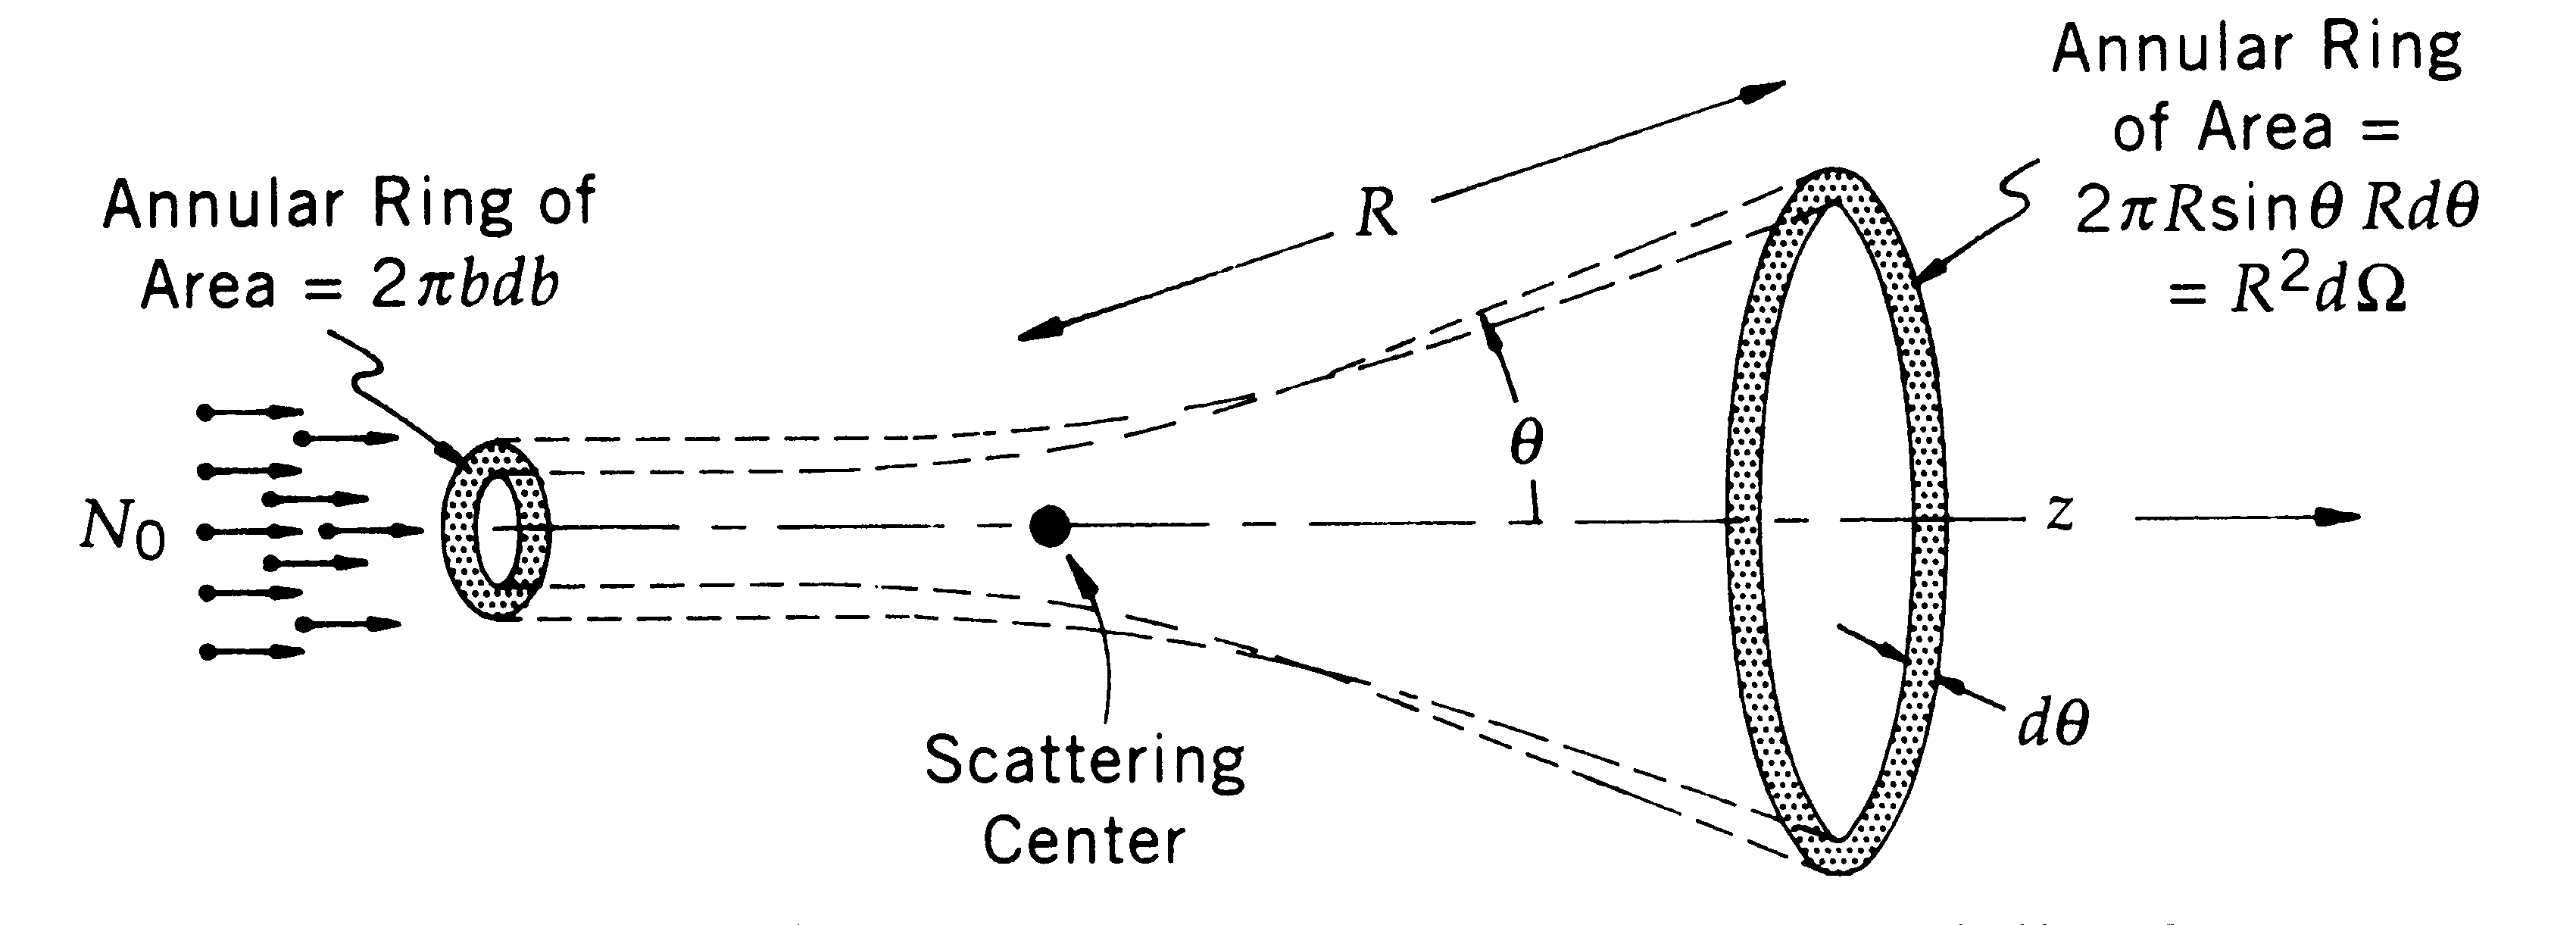 Annular Ring
of Area =
2πRsinθ Rdθ
= R²dΩ
Annular Ring of
Area = 2πbdb
R
θ
N₀
z
dθ
Scattering
Center